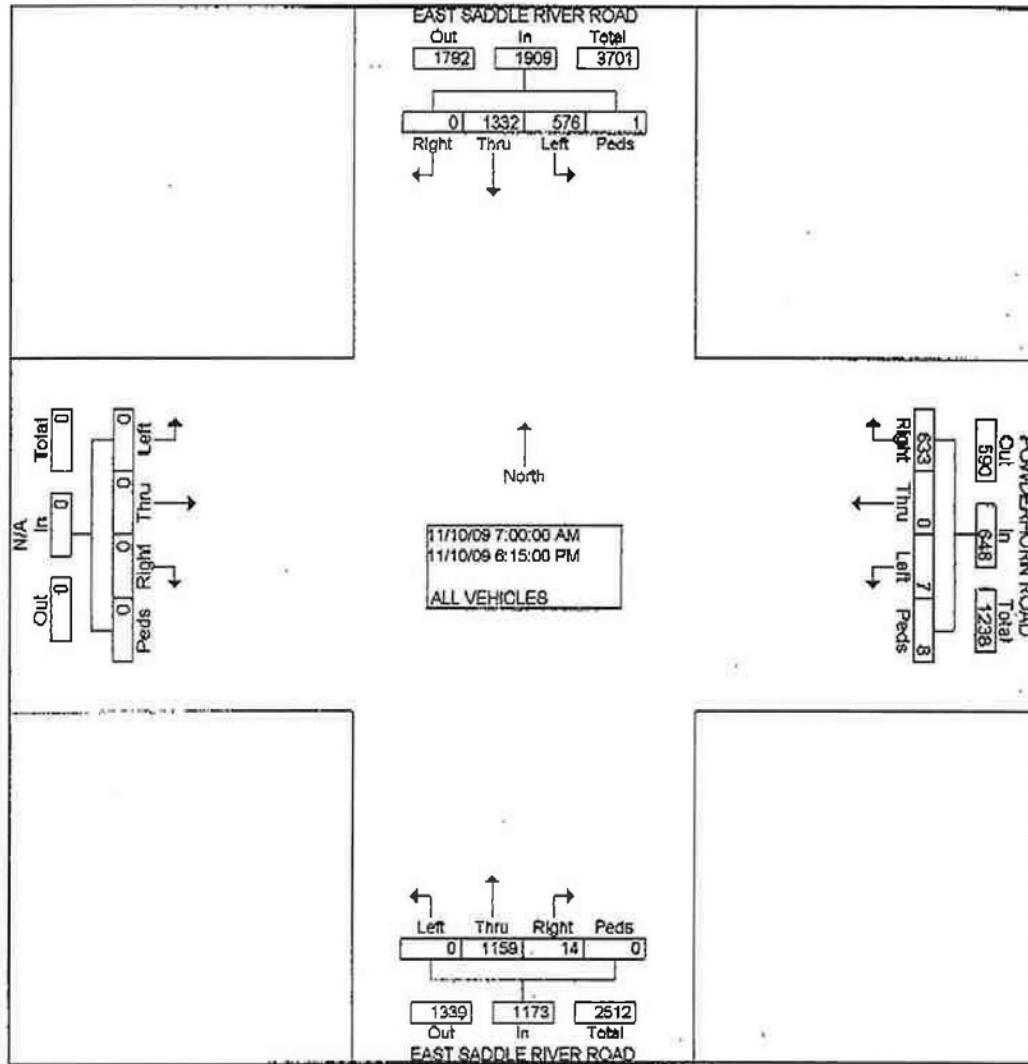 EAST SADDLE RIVER ROAD
Out In Total
1792 1909 3701
0 1332 576 1
Right Thru Left Peds
N/A
Total In Out
0 0 0
0 0 0 0
Left Thru Right Peds
North
11/10/09 7:00:00 AM
11/10/09 6:15:00 PM
ALL VEHICLES
Right Thru Left Peds
633 0 7 8
590 648 1238
Out In Total
POWDERHORN ROAD
Left Thru Right Peds
0 1159 14 0
1339 1173 2512
Out In Total
EAST SADDLE RIVER ROAD